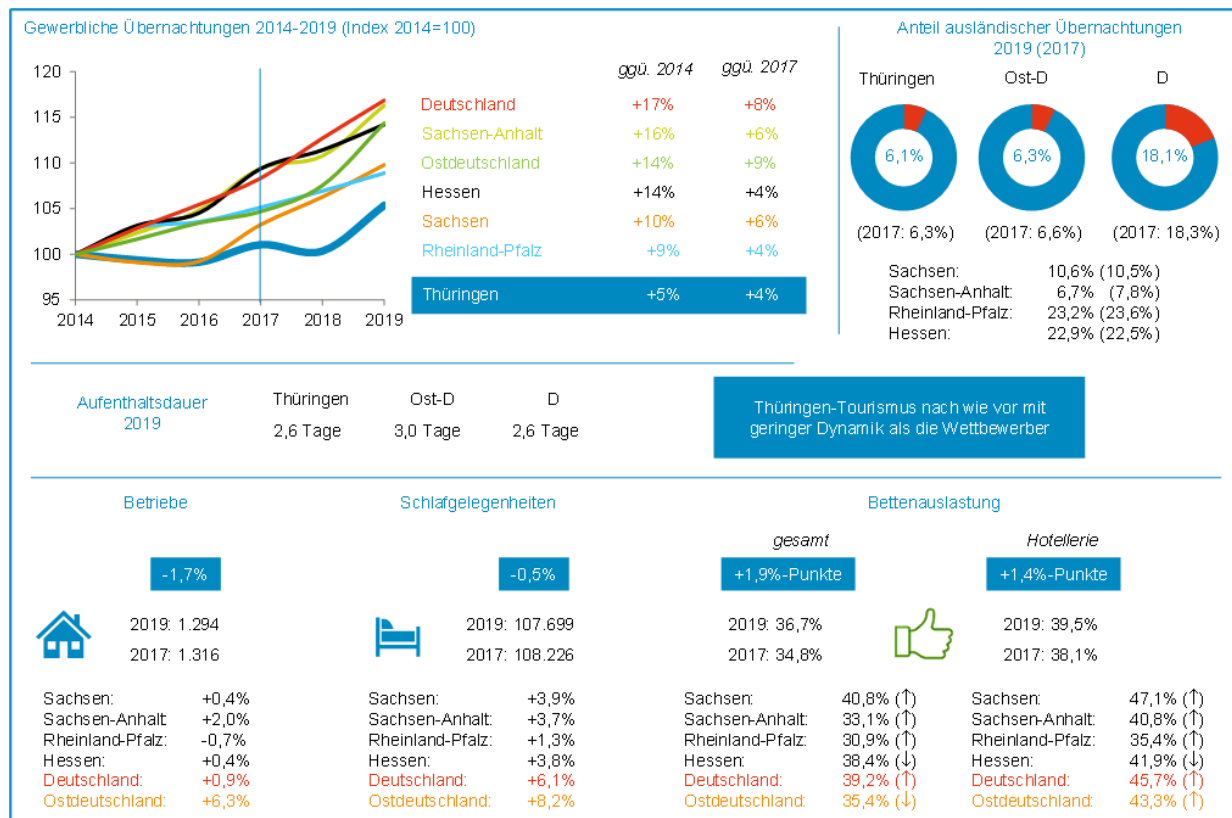 Gewerbliche Übernachtungen 2014-2019 (Index 2014=100)
120
115
110
105
100
95
2014 2015 2016 2017 2018 2019
ggü. 2014 ggü. 2017
Deutschland +17% +8%
Sachsen-Anhalt +16% +6%
Ostdeutschland +14% +9%
Hessen +14% +4%
Sachsen +10% +6%
Rheinland-Pfalz +9% +4%
Thüringen +5% +4%
Anteil ausländischer Übernachtungen
2019 (2017)
Thüringen Ost-D D
6,1% 6,3% 18,1%
(2017: 6,3%) (2017: 6,6%) (2017: 18,3%)
Sachsen: 10,6% (10,5%)
Sachsen-Anhalt: 6,7% (7,8%)
Rheinland-Pfalz: 23,2% (23,6%)
Hessen: 22,9% (22,5%)
Aufenthaltsdauer
2019
Thüringen Ost-D D
2,6 Tage 3,0 Tage 2,6 Tage
Thüringen-Tourismus nach wie vor mit
geringer Dynamik als die Wettbewerber
Betriebe
-1,7%
2019: 1.294
2017: 1.316
Sachsen: +0,4%
Sachsen-Anhalt: +2,0%
Rheinland-Pfalz: -0,7%
Hessen: +0,4%
Deutschland: +0,9%
Ostdeutschland: +6,3%
Schlafgelegenheiten
-0,5%
2019: 107.699
2017: 108.226
Sachsen: +3,9%
Sachsen-Anhalt: +3,7%
Rheinland-Pfalz: +1,3%
Hessen: +3,8%
Deutschland: +6,1%
Ostdeutschland: +8,2%
Bettenauslastung
gesamt
+1,9%-Punkte
2019: 36,7%
2017: 34,8%
Sachsen: 40,8% (↑)
Sachsen-Anhalt: 33,1% (↑)
Rheinland-Pfalz: 30,9% (↑)
Hessen: 38,4% (↓)
Deutschland: 39,2% (↑)
Ostdeutschland: 35,4% (↓)
Hotellerie
+1,4%-Punkte
2019: 39,5%
2017: 38,1%
Sachsen: 47,1% (↑)
Sachsen-Anhalt: 40,8% (↑)
Rheinland-Pfalz: 35,4% (↑)
Hessen: 41,9% (↓)
Deutschland: 45,7% (↑)
Ostdeutschland: 43,3% (↑)